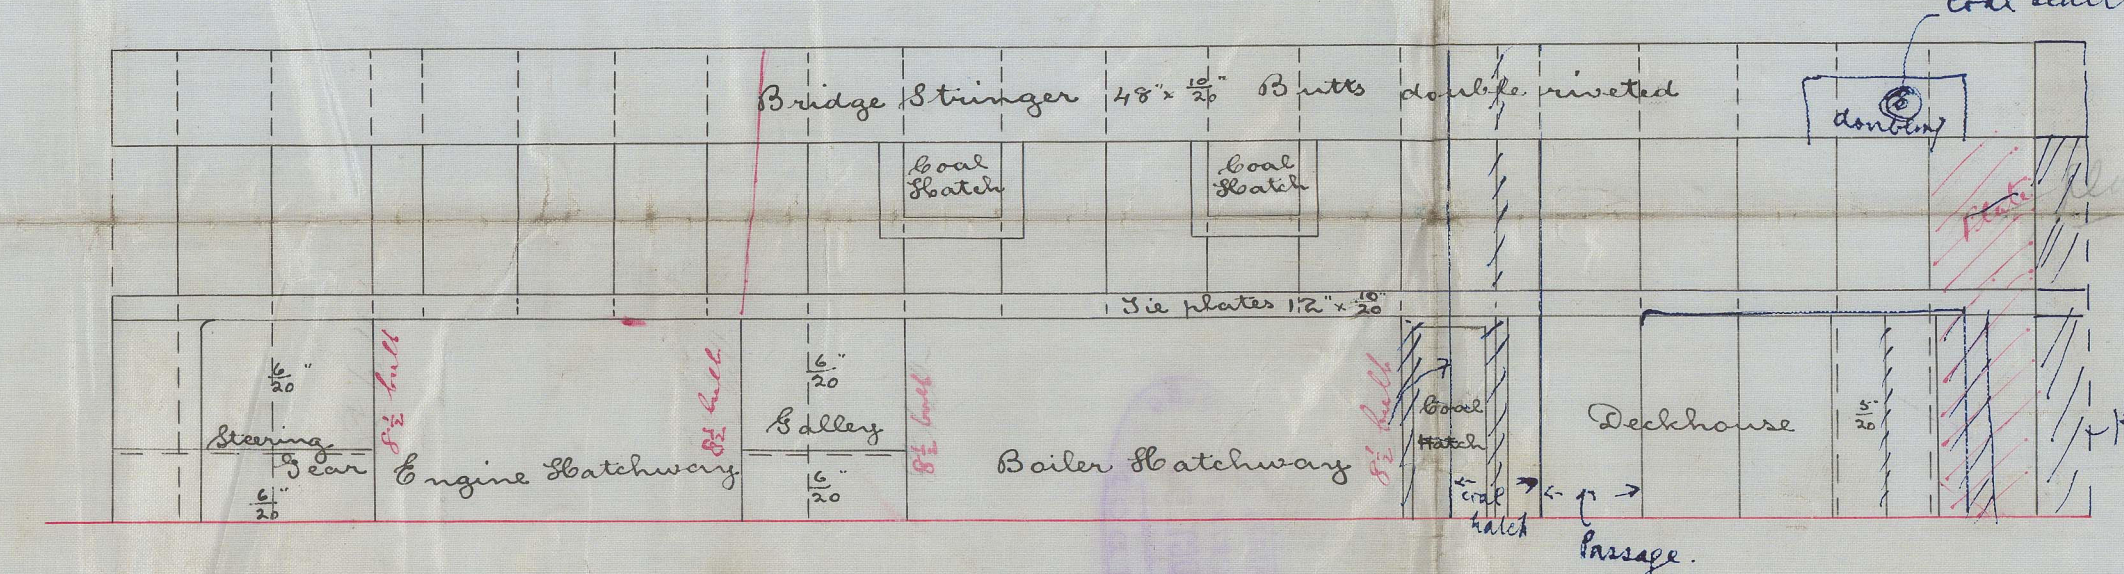 Bridge Stringer 48" x 10/20" Butts double riveted
doubling
Coal
Hatch
Coal
Hatch
plate
Tie plates 12" x 10/20"
6/20"
Steering
Gear
6/20"
8½ bulb
Engine Hatchway
8½ bulb
6/20"
Galley
6/20"
8½ bulb
Boiler Hatchway
8½ bulb
Coal
Hatch
coal
hatch
Passage.
Deckhouse
5/20"